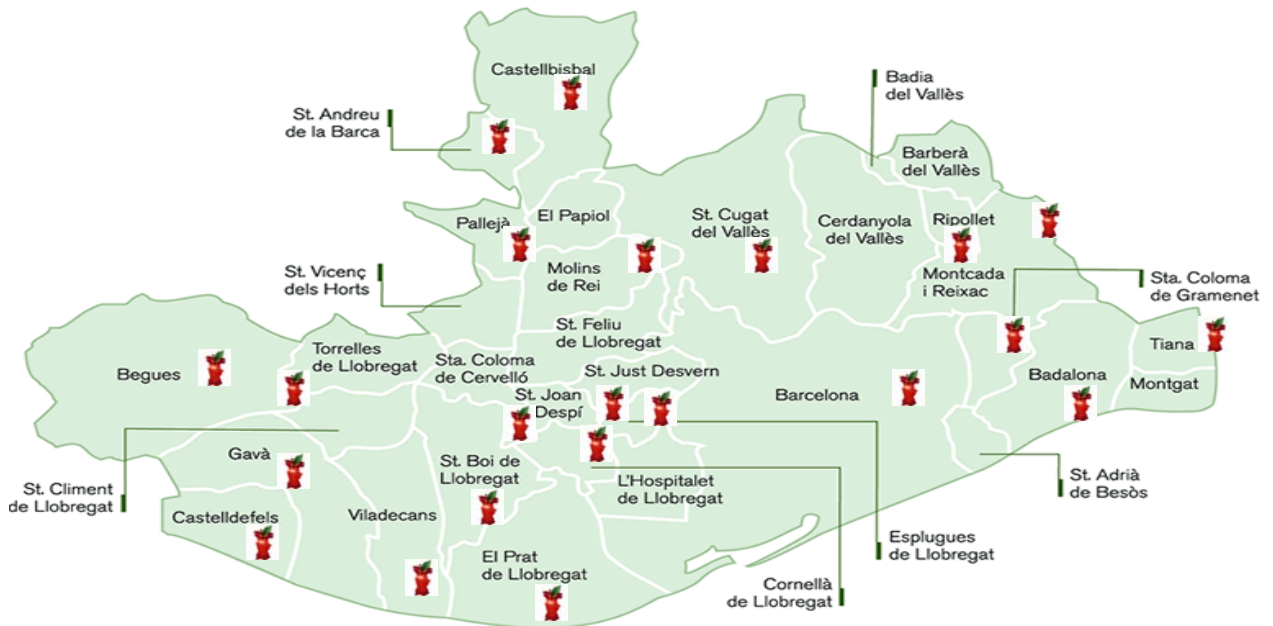 Castellbisbal
Badia
del Vallès
St. Andreu
de la Barca
Barberà
del Vallès
Pallejà
El Papiol
St. Cugat
del Vallès
Cerdanyola
del Vallès
Ripollet
St. Vicenç
dels Horts
Molins
de Rei
Montcada
i Reixac
Sta. Coloma
de Gramenet
St. Feliu
de Llobregat
Torrelles
de Llobregat
Tiana
Begues
Sta. Coloma
de Cervelló
St. Just Desvern
Badalona
Montgat
St. Joan
Despí
Barcelona
Gavà
St. Boi de
Llobregat
L'Hospitalet
de Llobregat
St. Adrià
de Besòs
St. Climent
de Llobregat
Castelldefels
Viladecans
Esplugues
de Llobregat
El Prat
de Llobregat
Cornellà
de Llobregat